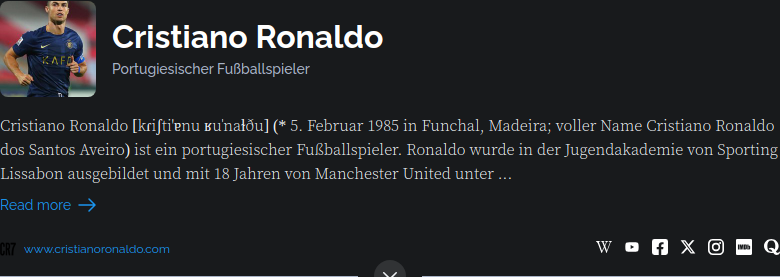 Cristiano Ronaldo
Portugiesischer Fußballspieler
Cristiano Ronaldo [kɾiʃtiˈɐnu ʁuˈnaɫðu] (* 5. Februar 1985 in Funchal, Madeira; voller Name Cristiano Ronaldo
dos Santos Aveiro) ist ein portugiesischer Fußballspieler. Ronaldo wurde in der Jugendakademie von Sporting
Lissabon ausgebildet und mit 18 Jahren von Manchester United unter ...
Read more
CR7 www.cristianoronaldo.com